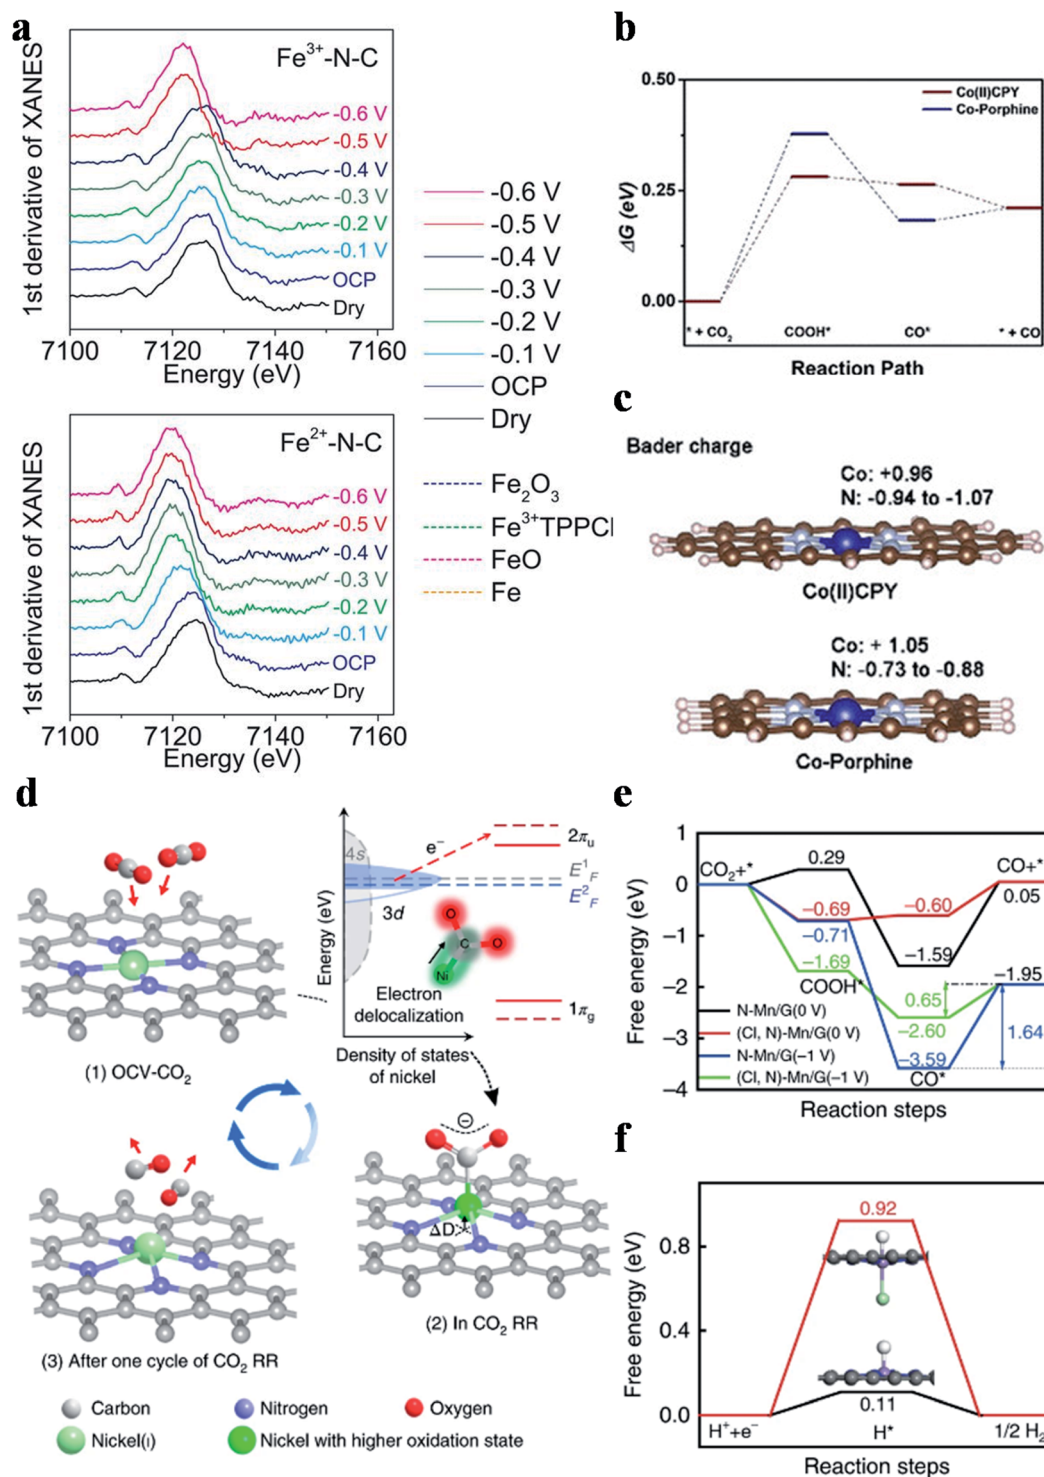 a
1st derivative of XANES
Fe³⁺-N-C
-0.6 V
-0.5 V
-0.4 V
-0.3 V
-0.2 V
-0.1 V
OCP
Dry
7100 7120 7140 7160
Energy (eV)
1st derivative of XANES
Fe²⁺-N-C
-0.6 V
-0.5 V
-0.4 V
-0.3 V
-0.2 V
-0.1 V
OCP
Dry
7100 7120 7140 7160
Energy (eV)
-0.6 V
-0.5 V
-0.4 V
-0.3 V
-0.2 V
-0.1 V
OCP
Dry
Fe₂O₃
Fe³⁺TPPCl
FeO
Fe
b
0.50
0.25
0.00
ΔG (eV)
Co(II)CPY
Co-Porphine
* + CO₂ COOH* CO* * + CO
Reaction Path
c
Bader charge
Co: +0.96
N: -0.94 to -1.07
Co(II)CPY
Co: + 1.05
N: -0.73 to -0.88
Co-Porphine
d
(1) OCV-CO₂
Energy (eV)
4s
3d
e⁻
2πᵤ
E¹F
E²F
O
C
O
Ni
Electron
delocalization
1πg
Density of states
of nickel
⊖
ΔD
(2) In CO₂ RR
(3) After one cycle of CO₂ RR
Carbon Nitrogen Oxygen
Nickel(I) Nickel with higher oxidation state
e
1
0
−1
−2
−3
−4
Free energy (eV)
CO₂+*
0.29
−0.69
−0.71
−1.69
COOH*
−0.60
−1.59
−2.60
−3.59
CO*
CO+*
0.05
−1.95
0.65
1.64
N-Mn/G(0 V)
(Cl, N)-Mn/G(0 V)
N-Mn/G(−1 V)
(Cl, N)-Mn/G(−1 V)
Reaction steps
f
0.8
0.4
0.0
Free energy (eV)
0.92
0.11
H⁺+e⁻ H* 1/2 H₂
Reaction steps